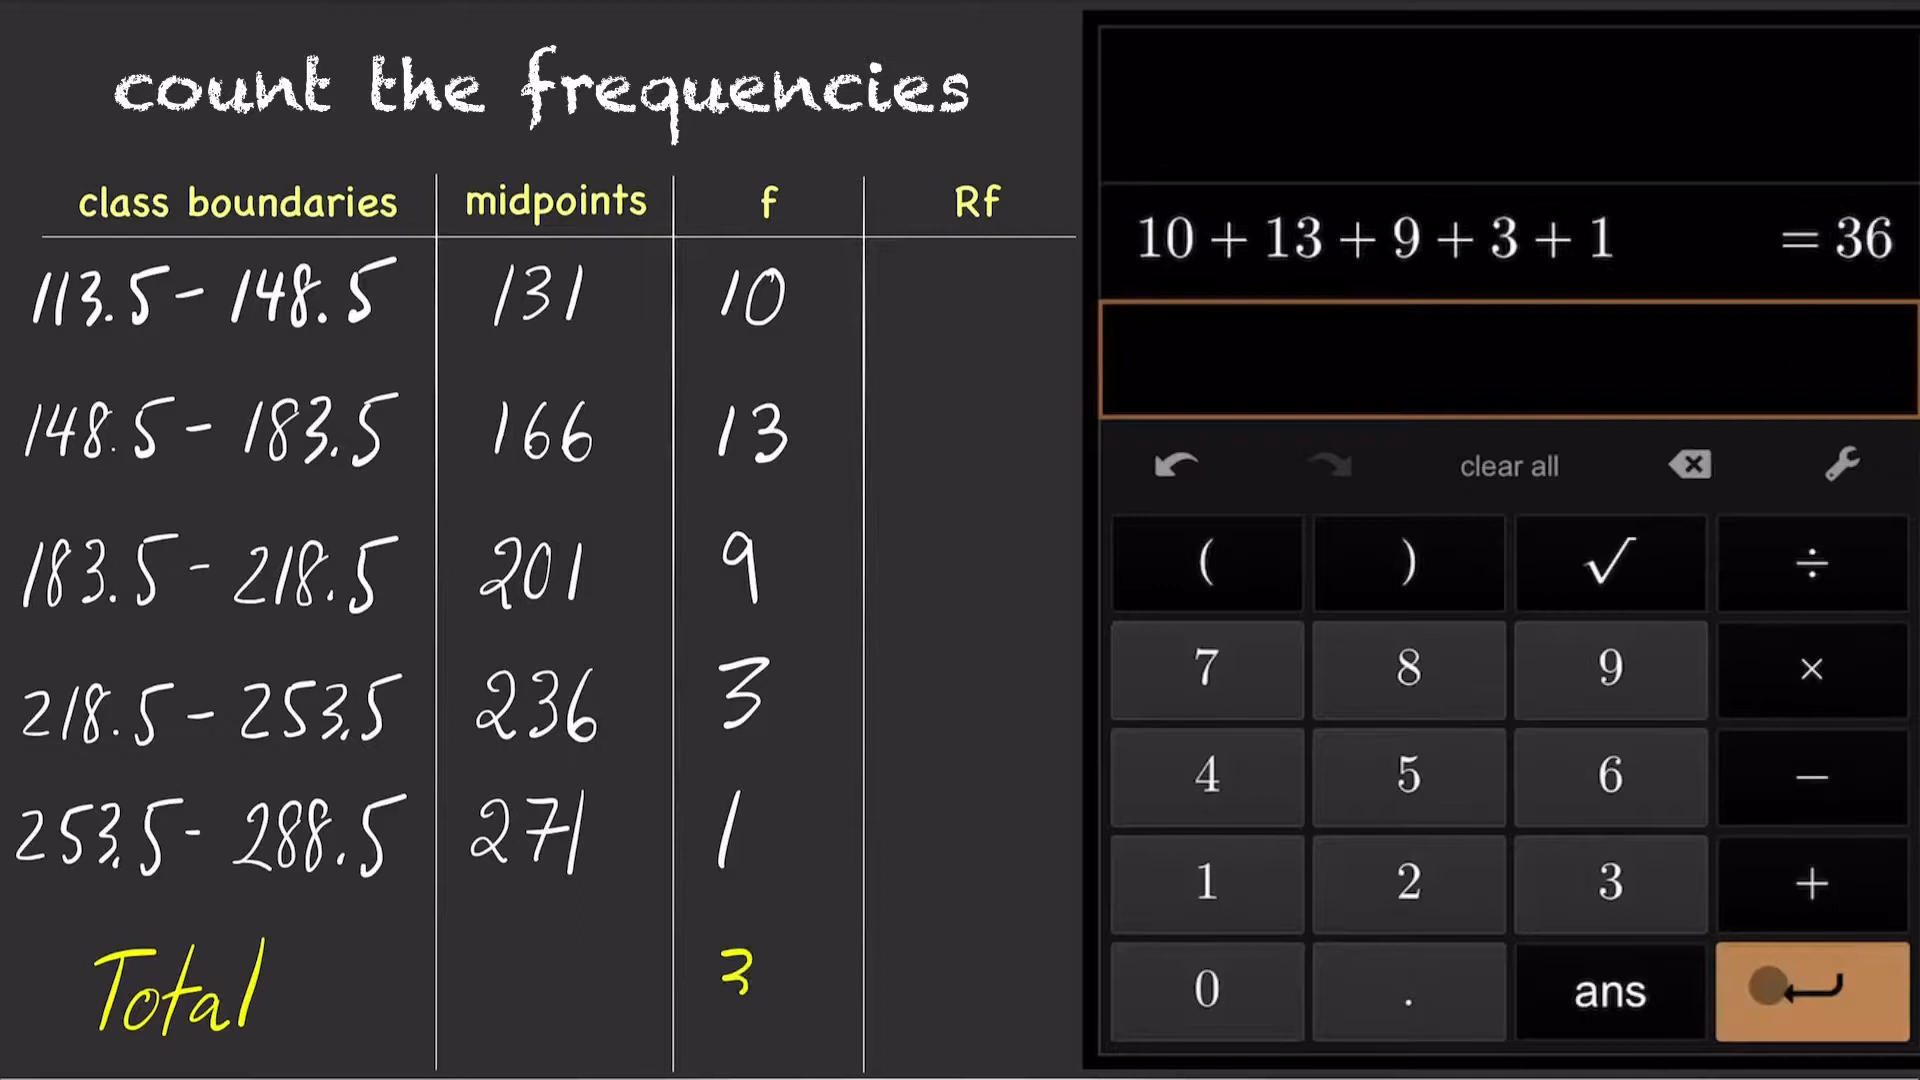 count the frequencies
class boundaries midpoints f Rf
113.5 - 148.5 131 10
148.5 - 183.5 166 13
183.5 - 218.5 201 9
218.5 - 253.5 236 3
253.5 - 288.5 271 1
Total 3
10 + 13 + 9 + 3 + 1 = 36
clear all
( ) √ ÷
7 8 9 ×
4 5 6 −
1 2 3 +
0 . ans